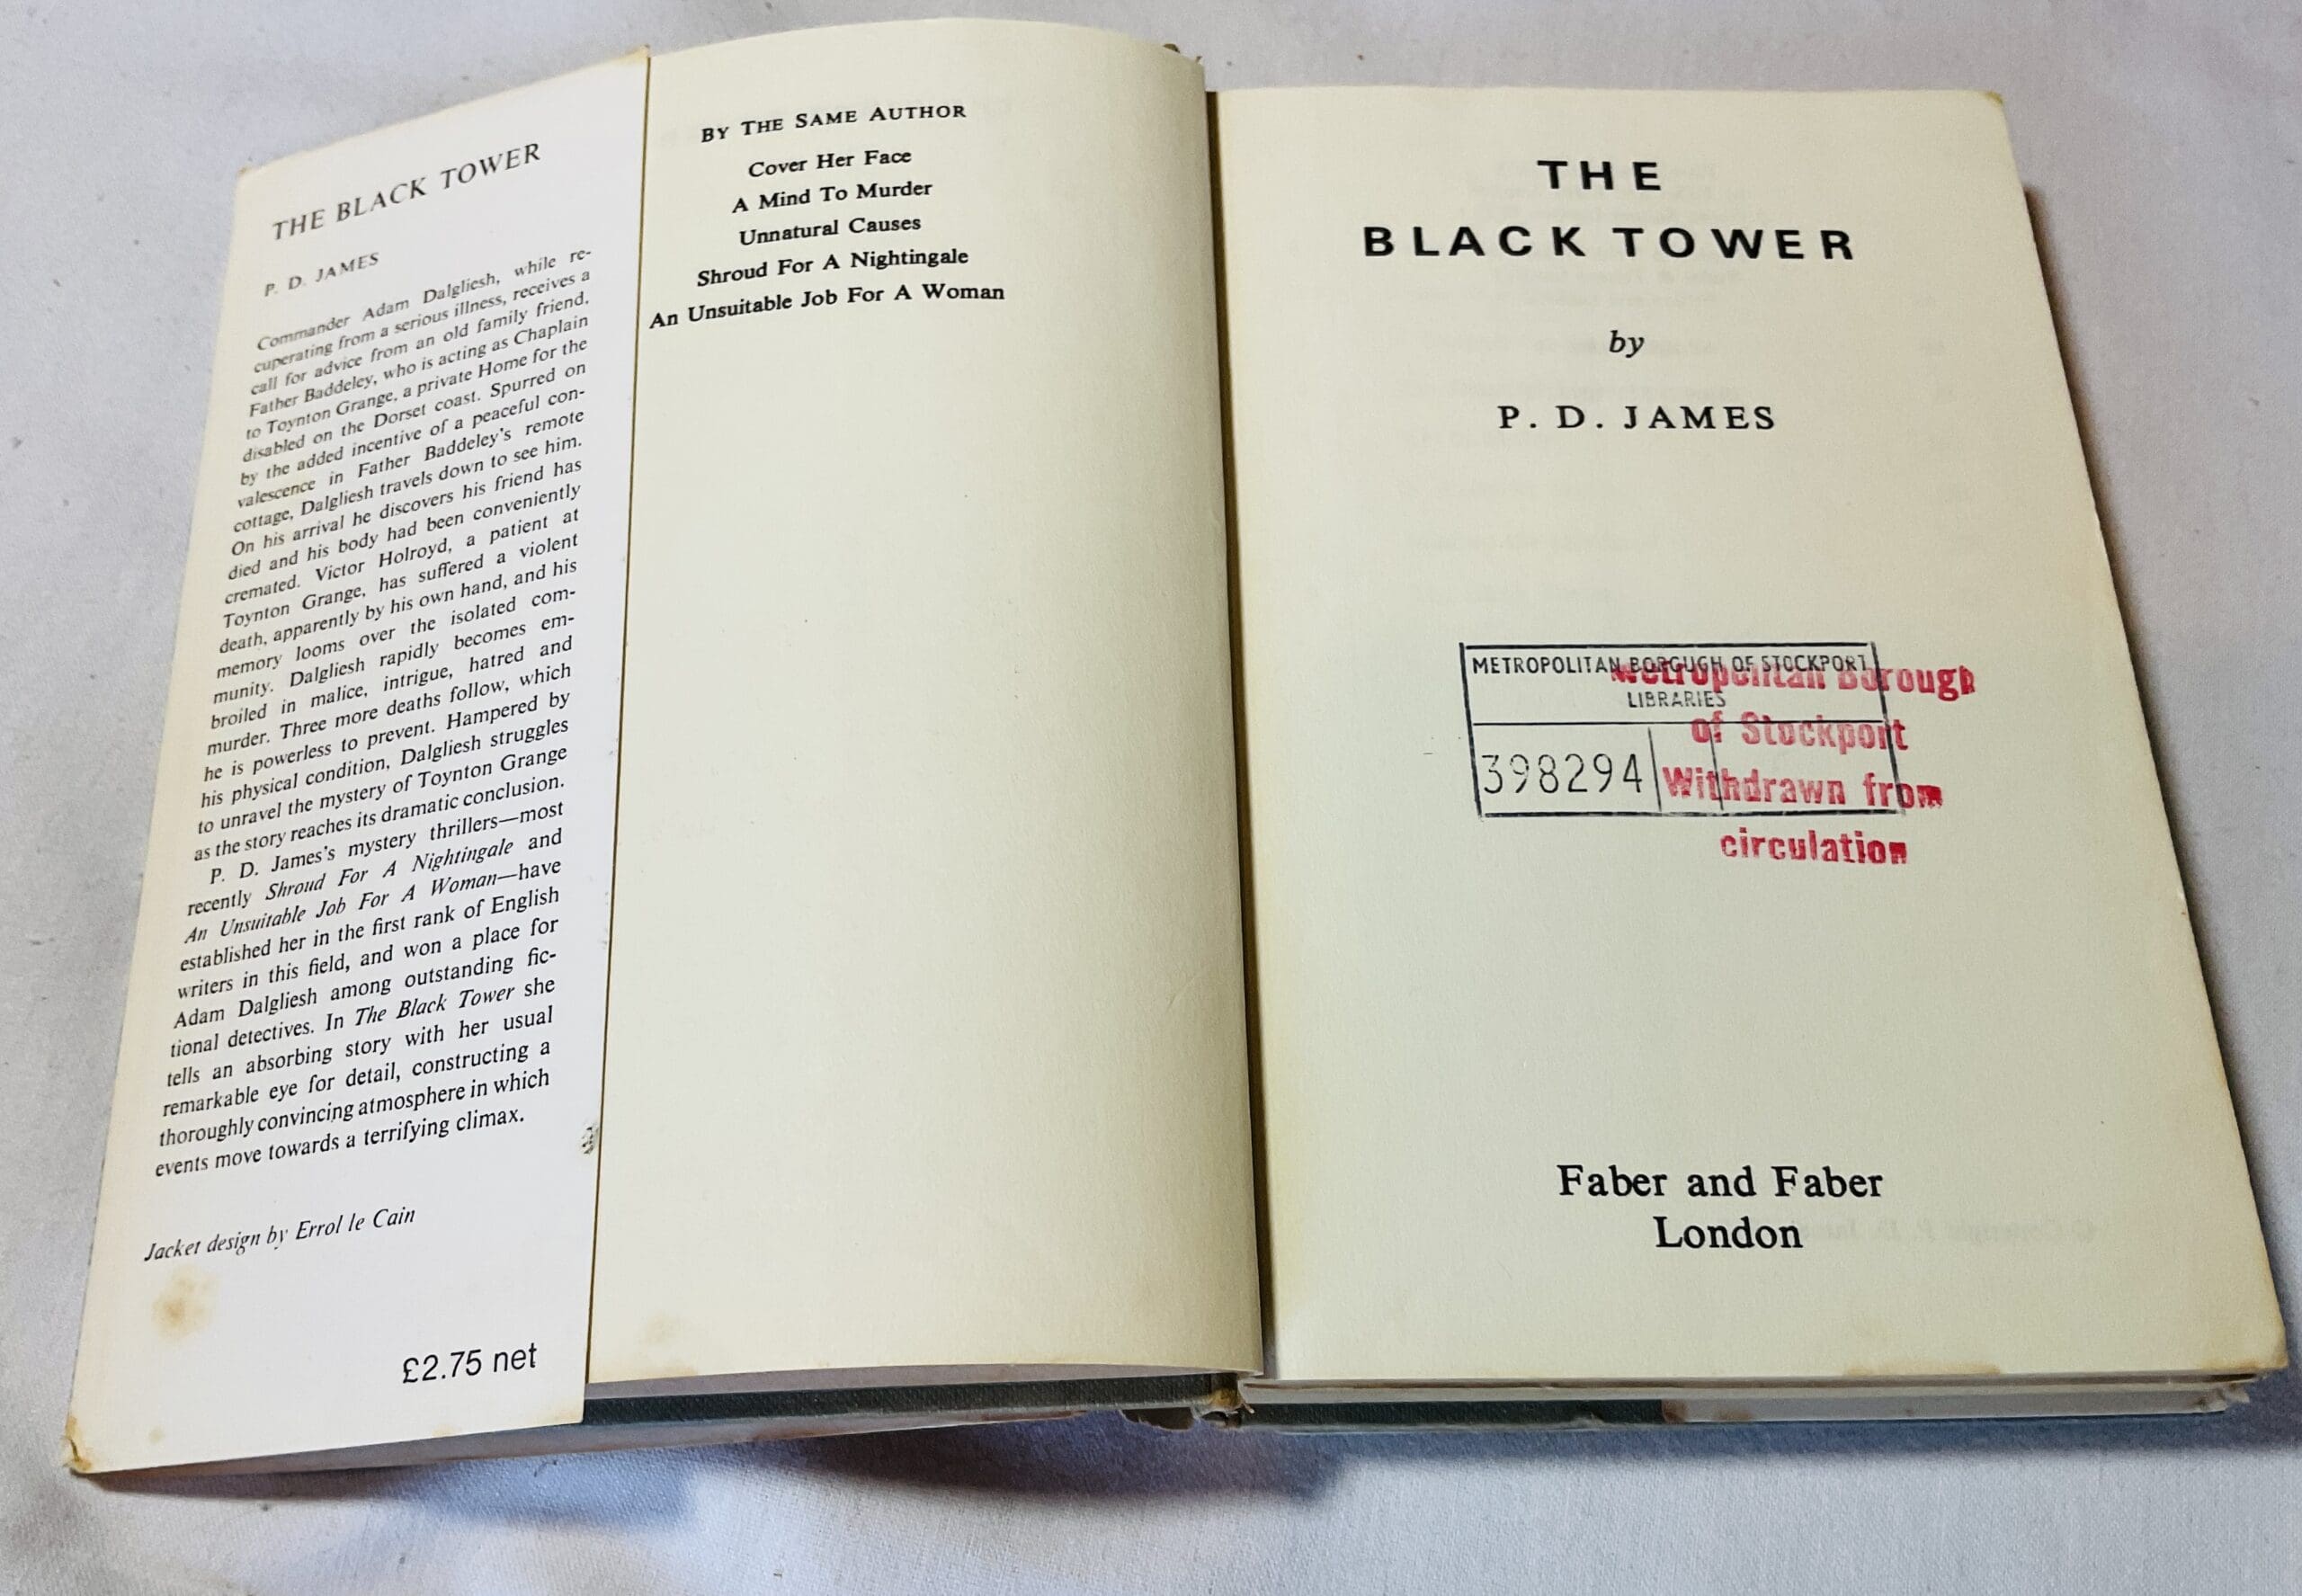 THE BLACK TOWER
P. D. JAMES
Commander Adam Dalgliesh, while re-
cuperating from a serious illness, receives a
call for advice from an old family friend,
Father Baddeley, who is acting as Chaplain
to Toynton Grange, a private Home for the
disabled on the Dorset coast. Spurred on
by the added incentive of a peaceful con-
valescence in Father Baddeley's remote
cottage, Dalgliesh travels down to see him.
On his arrival he discovers his friend has
died and his body had been conveniently
cremated. Victor Holroyd, a patient at
Toynton Grange, has suffered a violent
death, apparently by his own hand, and his
memory looms over the isolated com-
munity. Dalgliesh rapidly becomes em-
broiled in malice, intrigue, hatred and
murder. Three more deaths follow, which
he is powerless to prevent. Hampered by
his physical condition, Dalgliesh struggles
to unravel the mystery of Toynton Grange
as the story reaches its dramatic conclusion.
P. D. James's mystery thrillers—most
recently Shroud For A Nightingale and
An Unsuitable Job For A Woman—have
established her in the first rank of English
writers in this field, and won a place for
Adam Dalgliesh among outstanding fic-
tional detectives. In The Black Tower she
tells an absorbing story with her usual
remarkable eye for detail, constructing a
thoroughly convincing atmosphere in which
events move towards a terrifying climax.
Jacket design by Errol le Cain
£2.75 net
BY THE SAME AUTHOR
Cover Her Face
A Mind To Murder
Unnatural Causes
Shroud For A Nightingale
An Unsuitable Job For A Woman
THE
BLACK TOWER
by
P. D. JAMES
METROPOLITAN BOROUGH OF STOCKPORT
LIBRARIES
398294
Metropolitan Borough
of Stockport
Withdrawn from
circulation
Faber and Faber
London